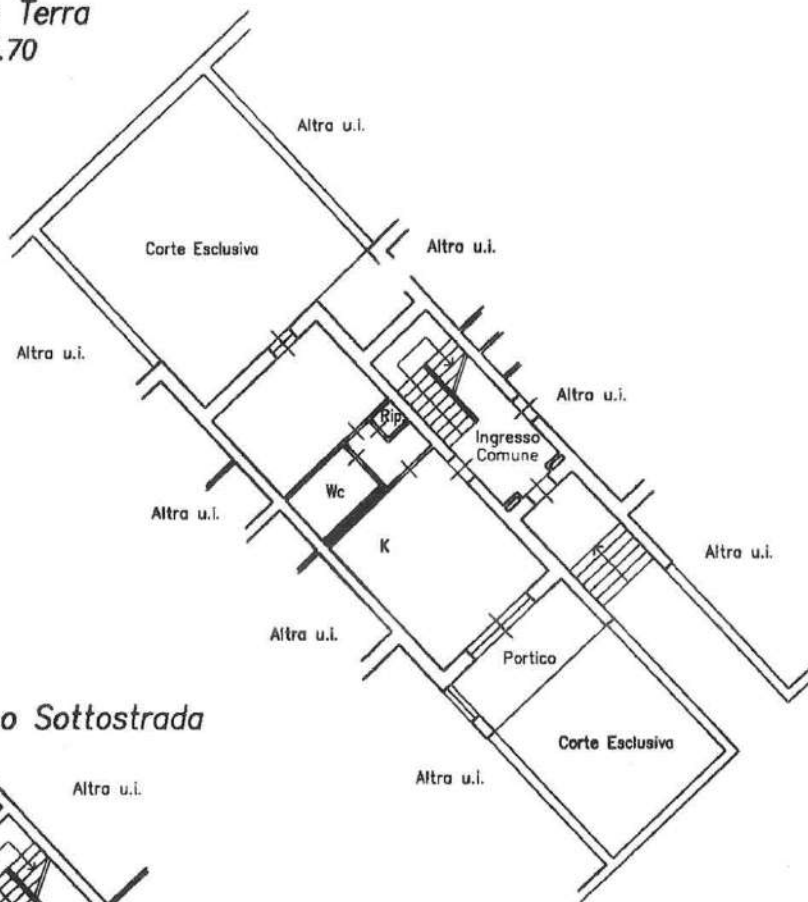 Terra
.70
Altra u.i.
Corte Esclusiva
Altra u.i.
Altra u.i.
Altra u.i.
Rip.
Ingresso
Comune
Wc
Altra u.i.
K
Altra u.i.
Altra u.i.
Portico
o Sottostrada
Corte Esclusiva
Altra u.i.
Altra u.i.